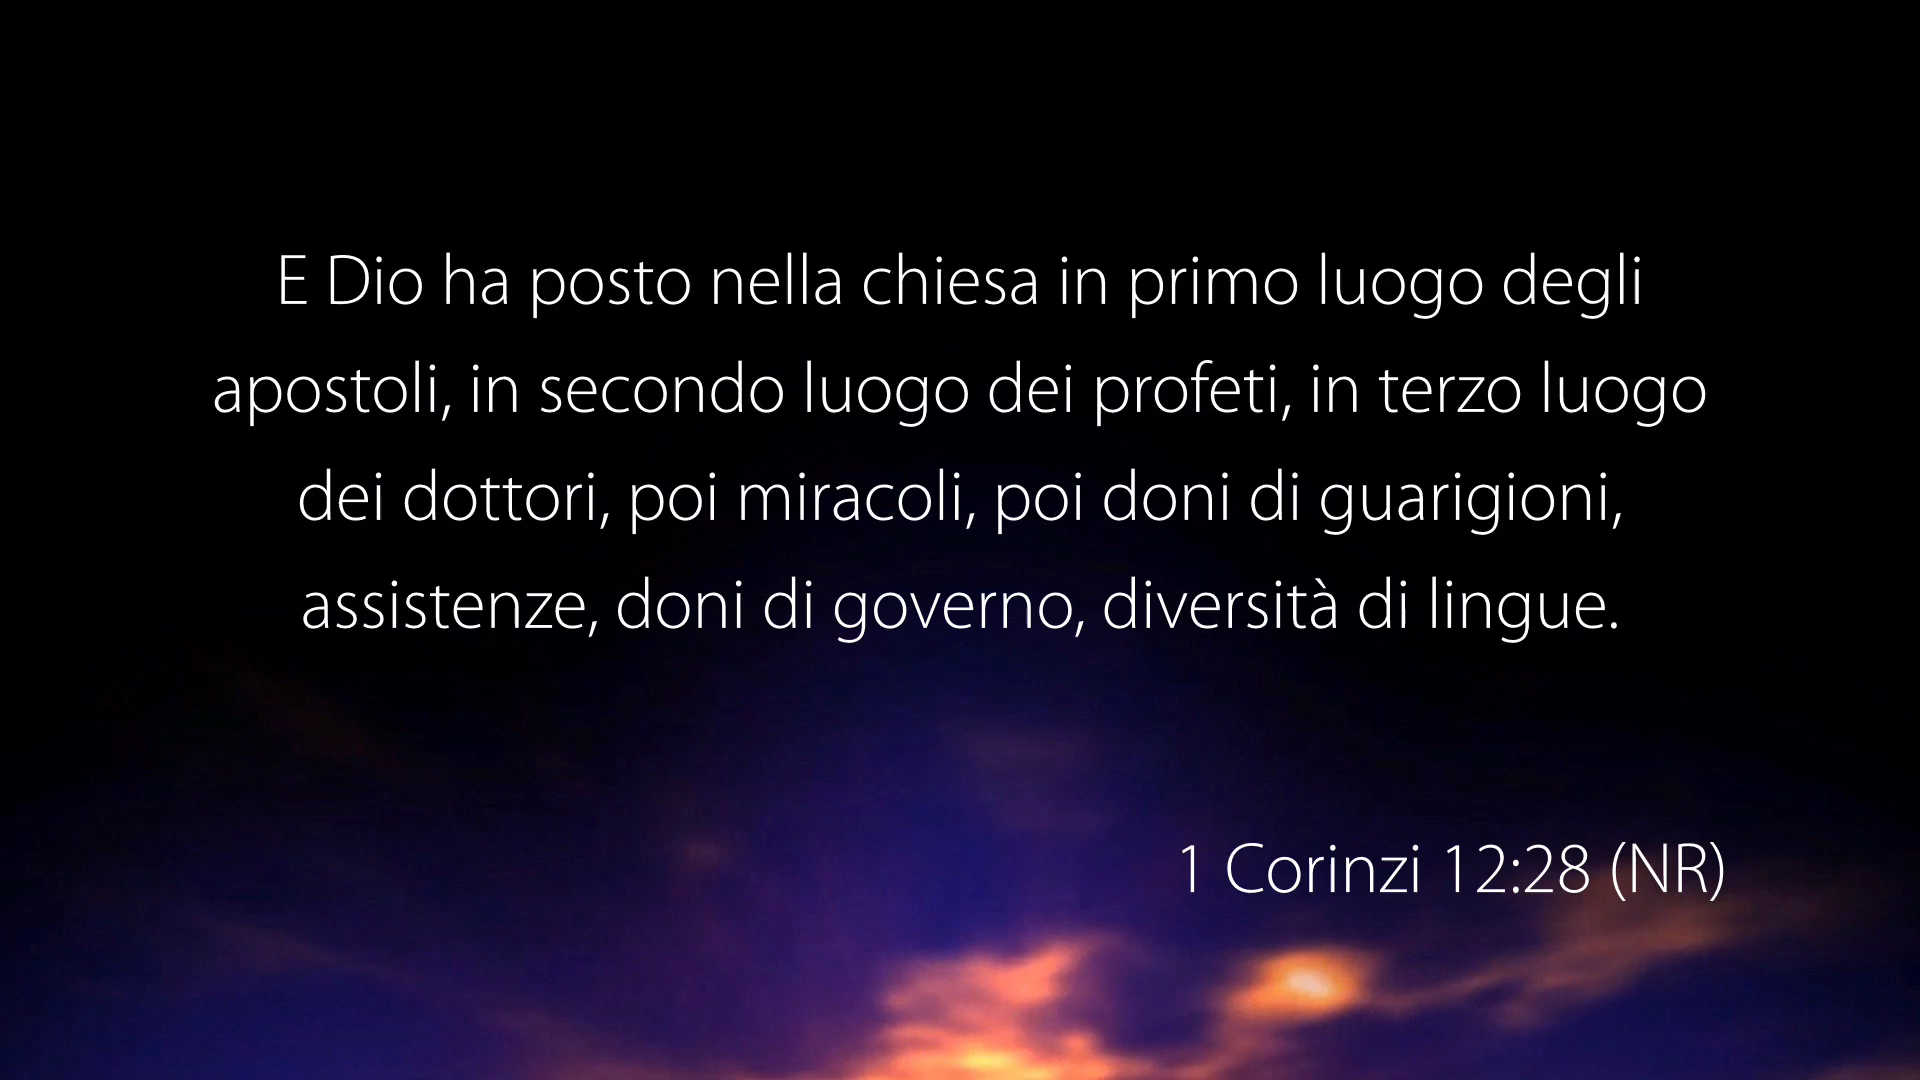 E Dio ha posto nella chiesa in primo luogo degli
apostoli, in secondo luogo dei profeti, in terzo luogo
dei dottori, poi miracoli, poi doni di guarigioni,
assistenze, doni di governo, diversità di lingue.
1 Corinzi 12:28 (NR)